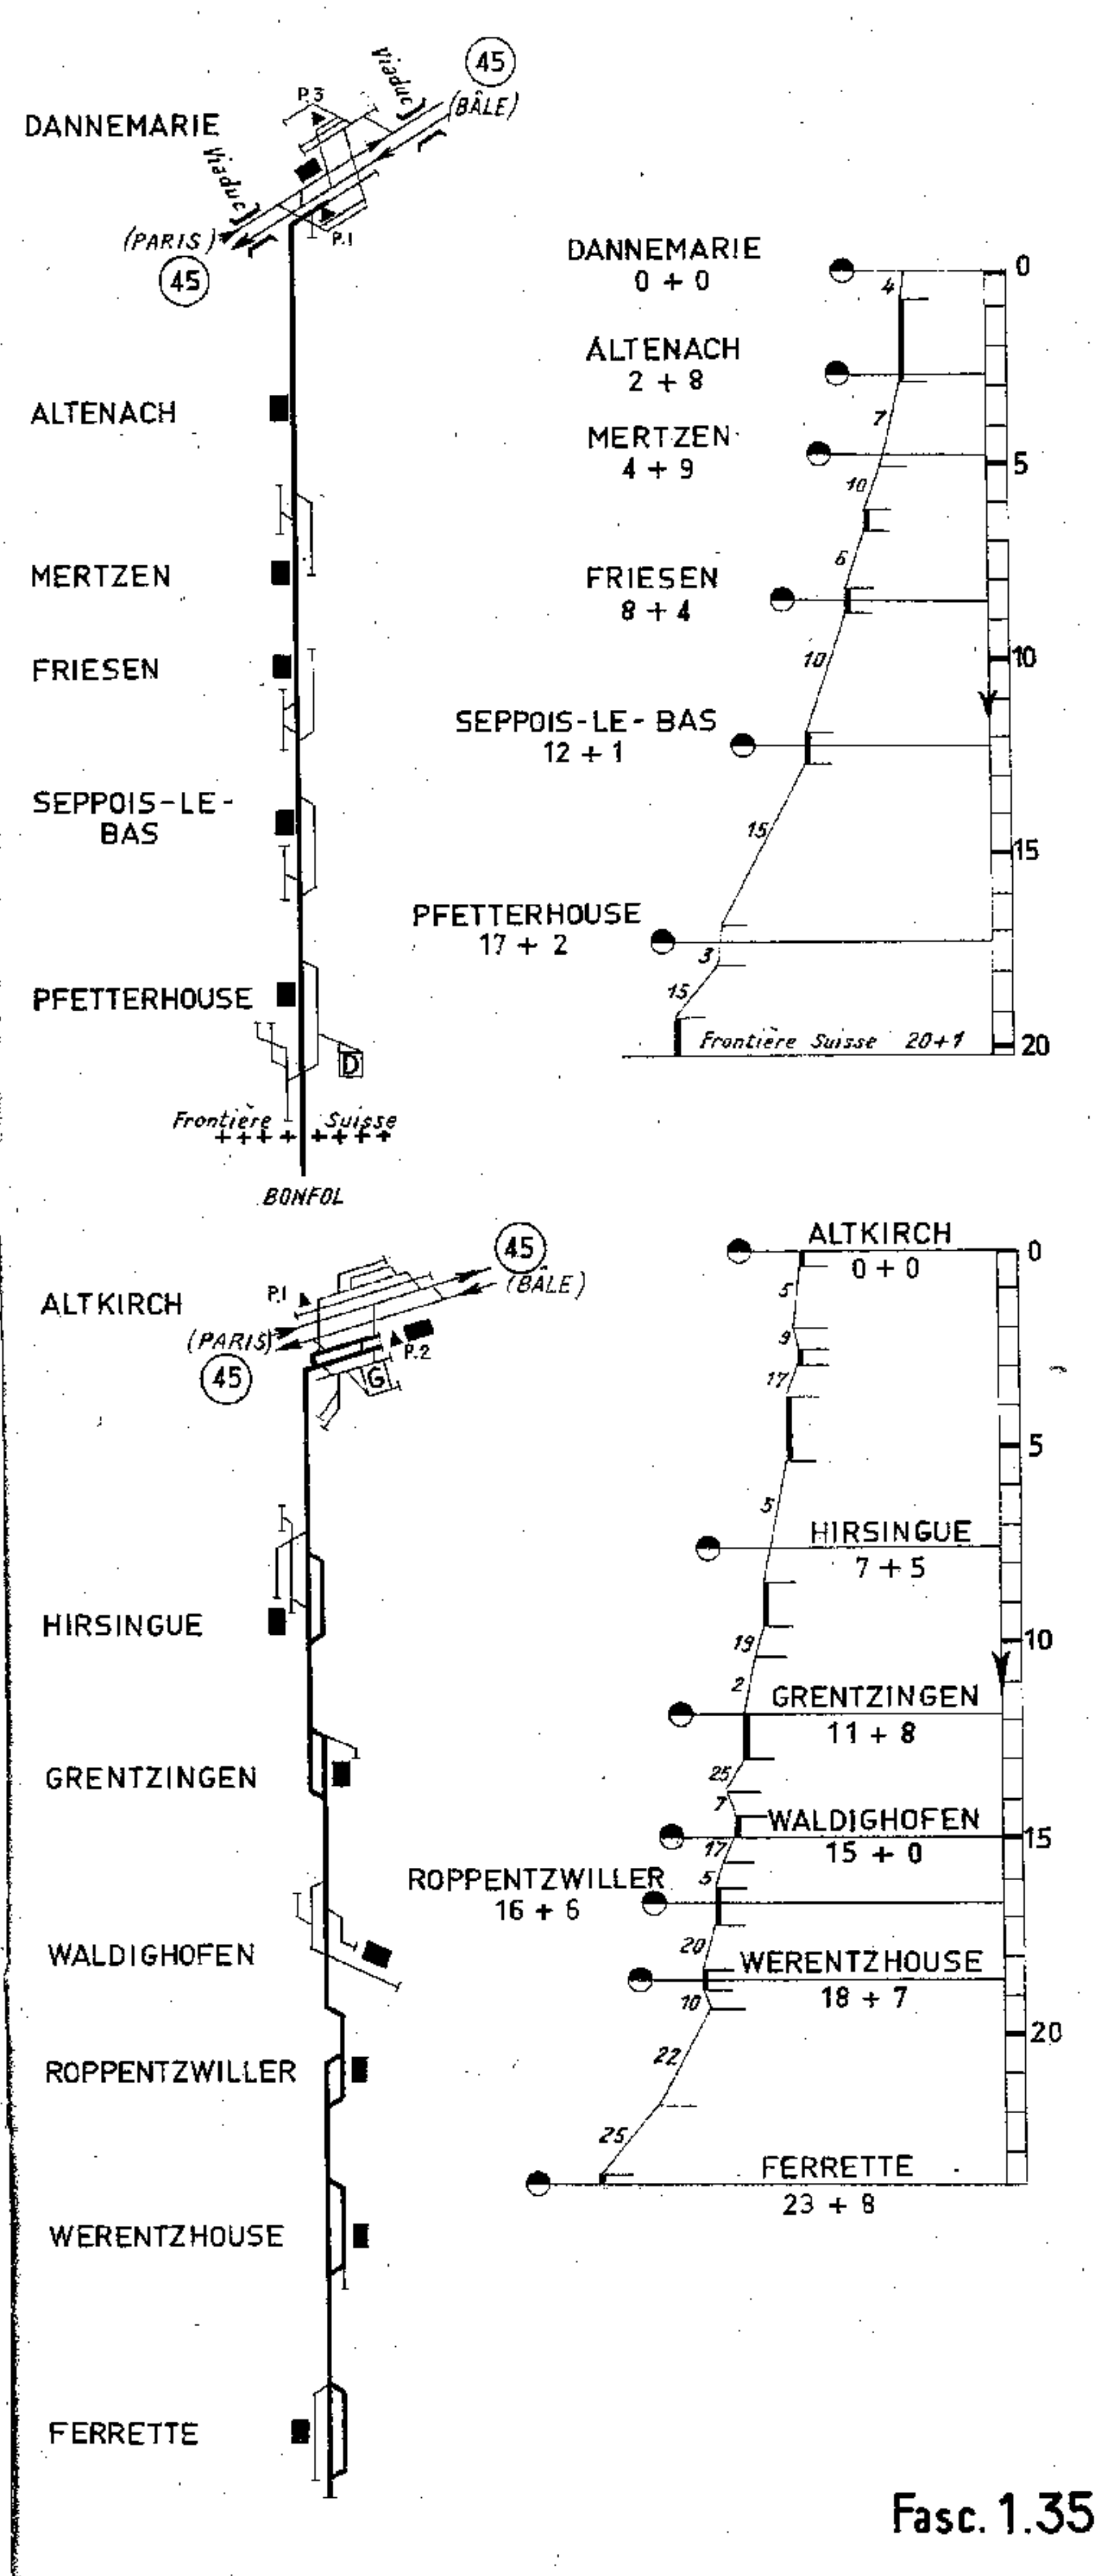 45
Viaduc
P.3
(BÂLE)
DANNEMARIE
Viaduc
(PARIS)
P.1
45
ALTENACH
MERTZEN
FRIESEN
SEPPOIS-LE-
BAS
PFETTERHOUSE
D
Frontière Suisse
++++ ++++
BONFOL
DANNEMARIE
0 + 0
0
4
ALTENACH
2 + 8
7
MERTZEN
4 + 9
5
10
6
FRIESEN
8 + 4
10
10
SEPPOIS-LE-BAS
12 + 1
15
15
PFETTERHOUSE
17 + 2
3
15
Frontière Suisse 20+1
20
45
(BÂLE)
ALTKIRCH
P.1
(PARIS)
P.2
45
G
HIRSINGUE
GRENTZINGEN
WALDIGHOFEN
ROPPENTZWILLER
WERENTZHOUSE
FERRETTE
ALTKIRCH
0 + 0
0
5
9
17
5
5
HIRSINGUE
7 + 5
19
10
2
GRENTZINGEN
11 + 8
25
7
WALDIGHOFEN
15 + 0
15
17
5
ROPPENTZWILLER
16 + 6
20
WERENTZHOUSE
18 + 7
10
20
22
25
FERRETTE
23 + 8
Fasc. 1.35